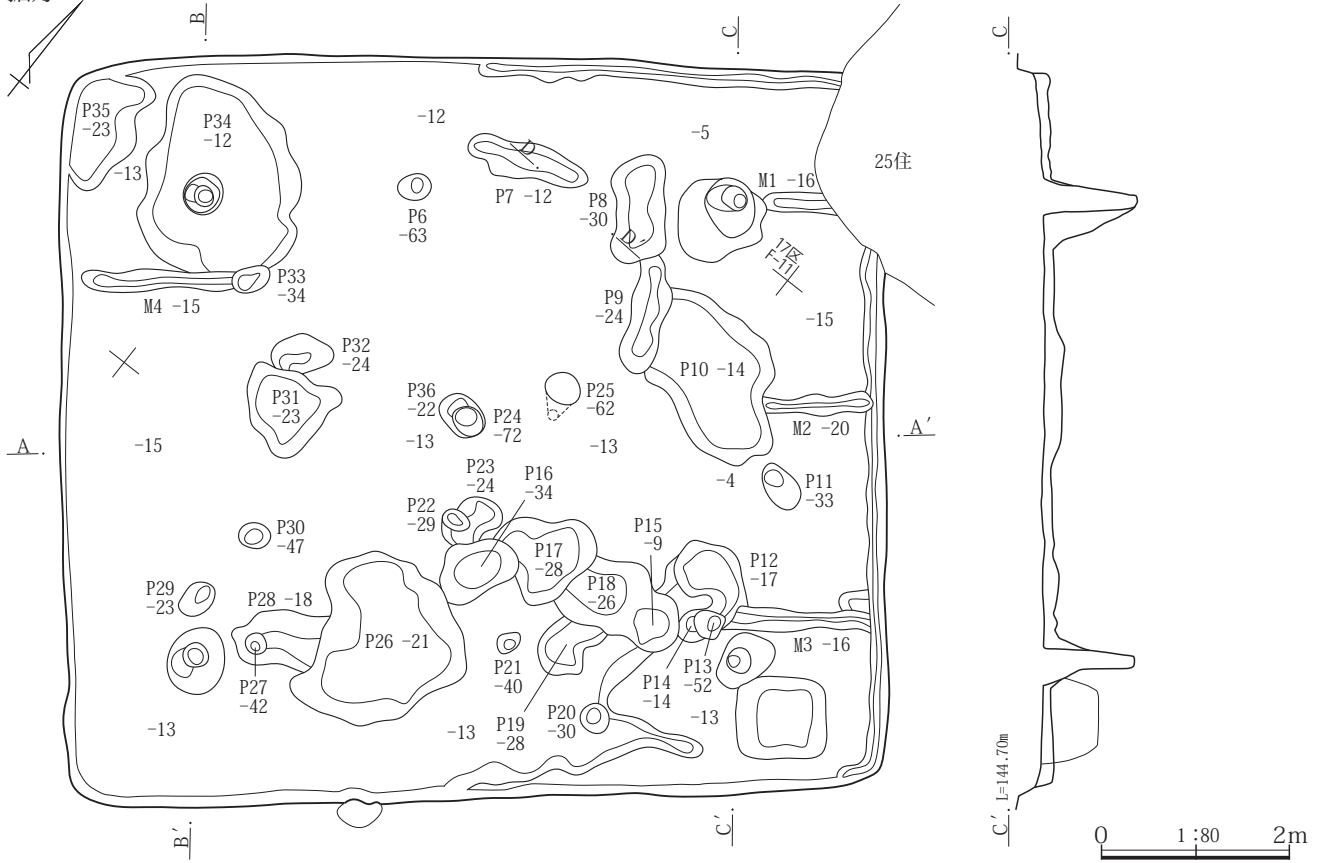 B
C
C
P35
-23
P34
-12
-13
-12
-5
25住
D
P7 -12
P6
-63
P8
-30
M1 -16
D′
17区
F-11
P33
-34
M4 -15
P9
-24
-15
P32
-24
P10 -14
P31
-23
P36
-22
P25
-62
P24
-72
-13
-13
M2 -20
A
A′
-15
-4
P23
-24
P16
-34
P11
-33
P22
-29
P15
-9
P30
-47
P17
-28
P12
-17
P18
-26
P29
-23
P28 -18
P26 -21
M3 -16
P21
-40
P13
-52
P27
-42
P14
-14
P19
-28
P20
-30
-13
-13
-13
L=144.70m
B′
C′
C′
0 1:80 2m